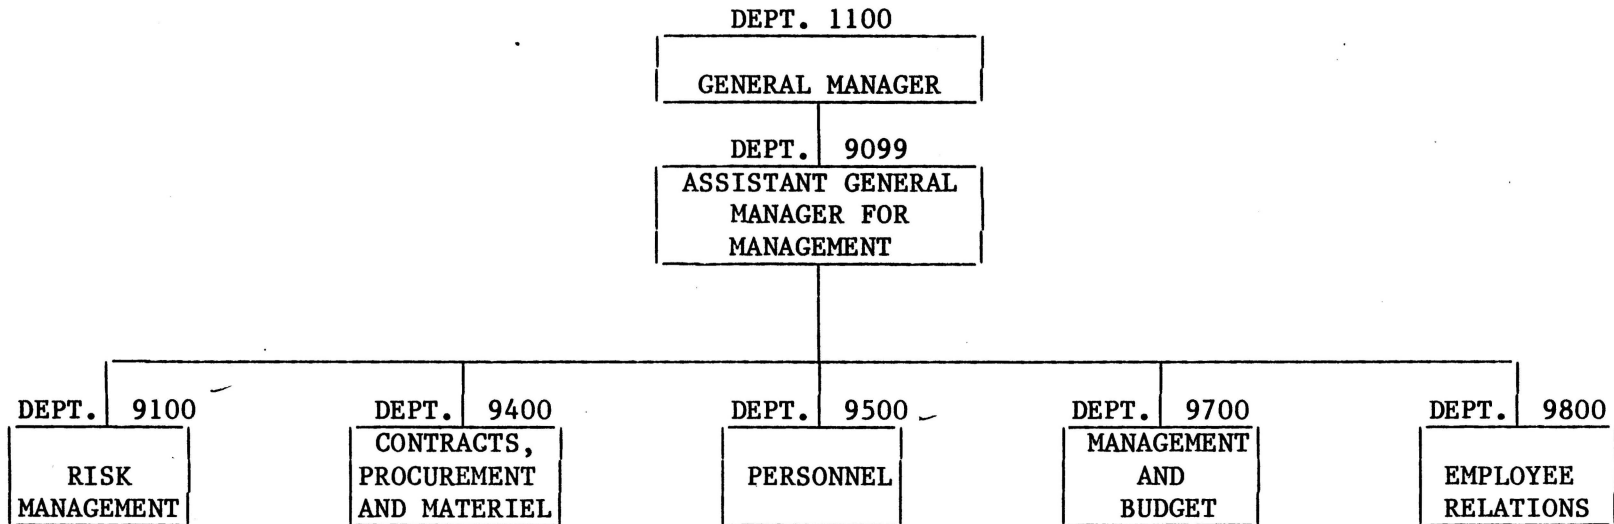 DEPT. 1100
GENERAL MANAGER
DEPT. 9099
ASSISTANT GENERAL
MANAGER FOR
MANAGEMENT
DEPT. 9100
RISK
MANAGEMENT
DEPT. 9400
CONTRACTS,
PROCUREMENT
AND MATERIEL
DEPT. 9500
PERSONNEL
DEPT. 9700
MANAGEMENT
AND
BUDGET
DEPT. 9800
EMPLOYEE
RELATIONS